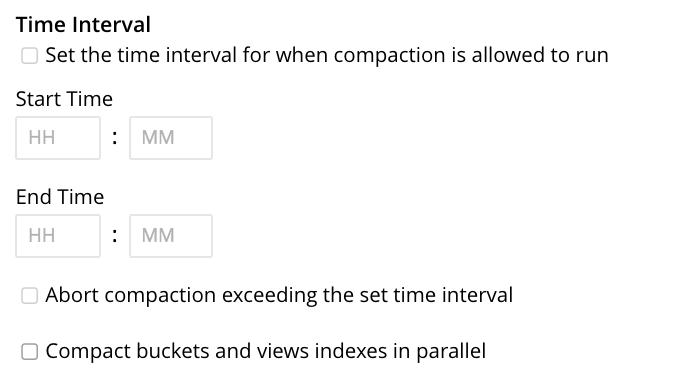 Time Interval
Set the time interval for when compaction is allowed to run
Start Time
HH : MM
End Time
HH : MM
Abort compaction exceeding the set time interval
Compact buckets and views indexes in parallel